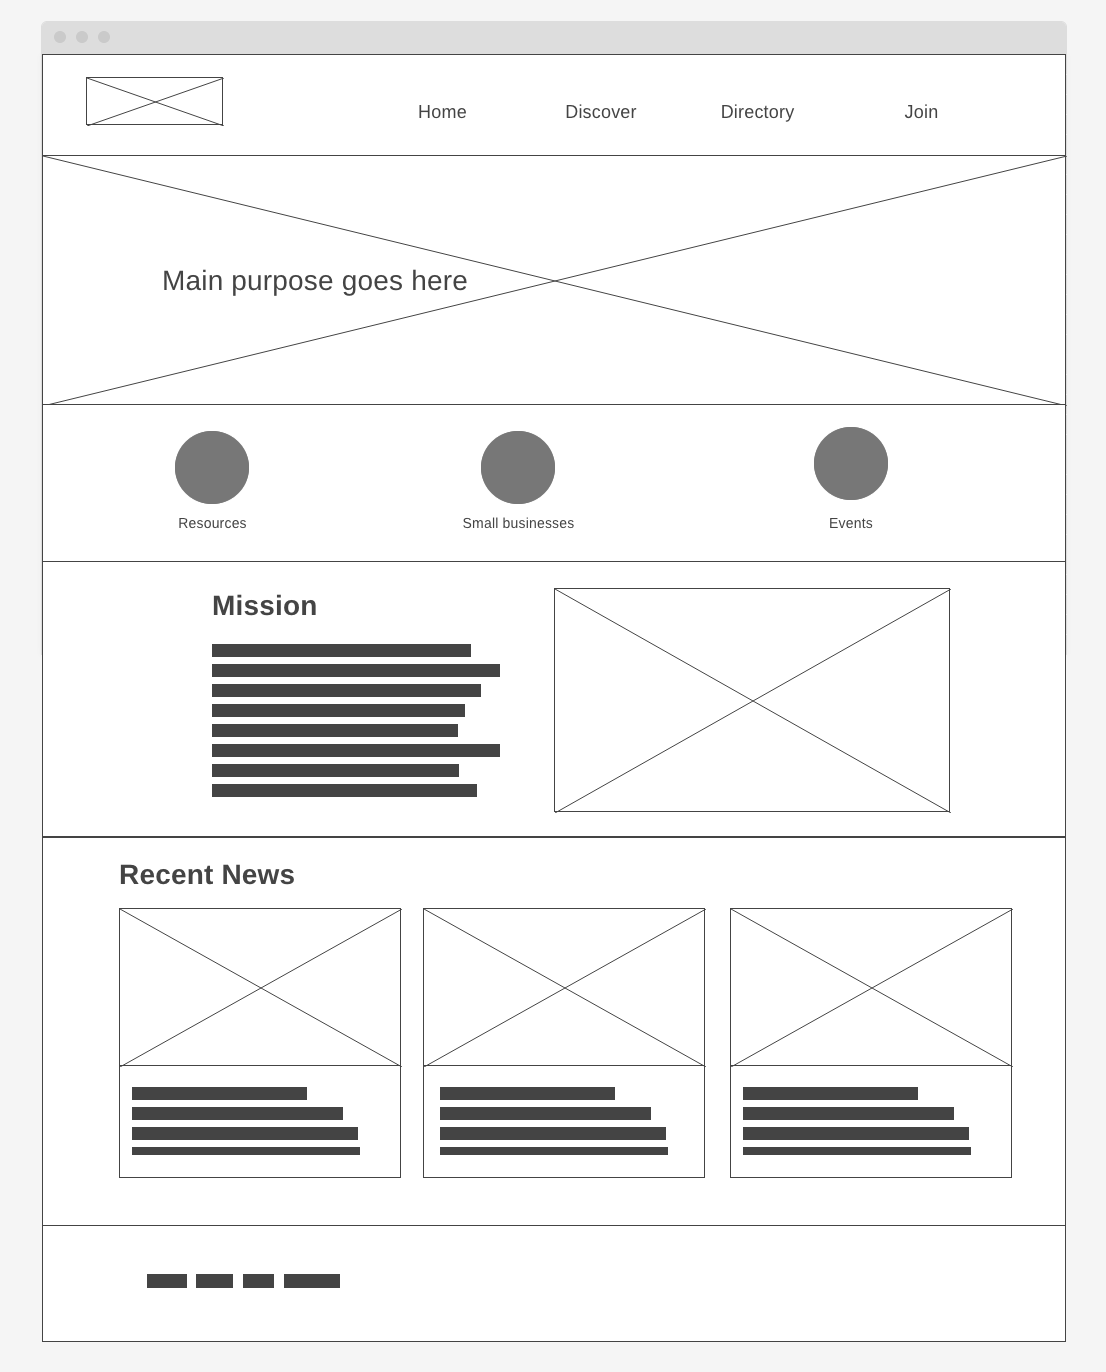 Home Discover Directory Join
Main purpose goes here
Resources Small businesses Events
Mission
Recent News